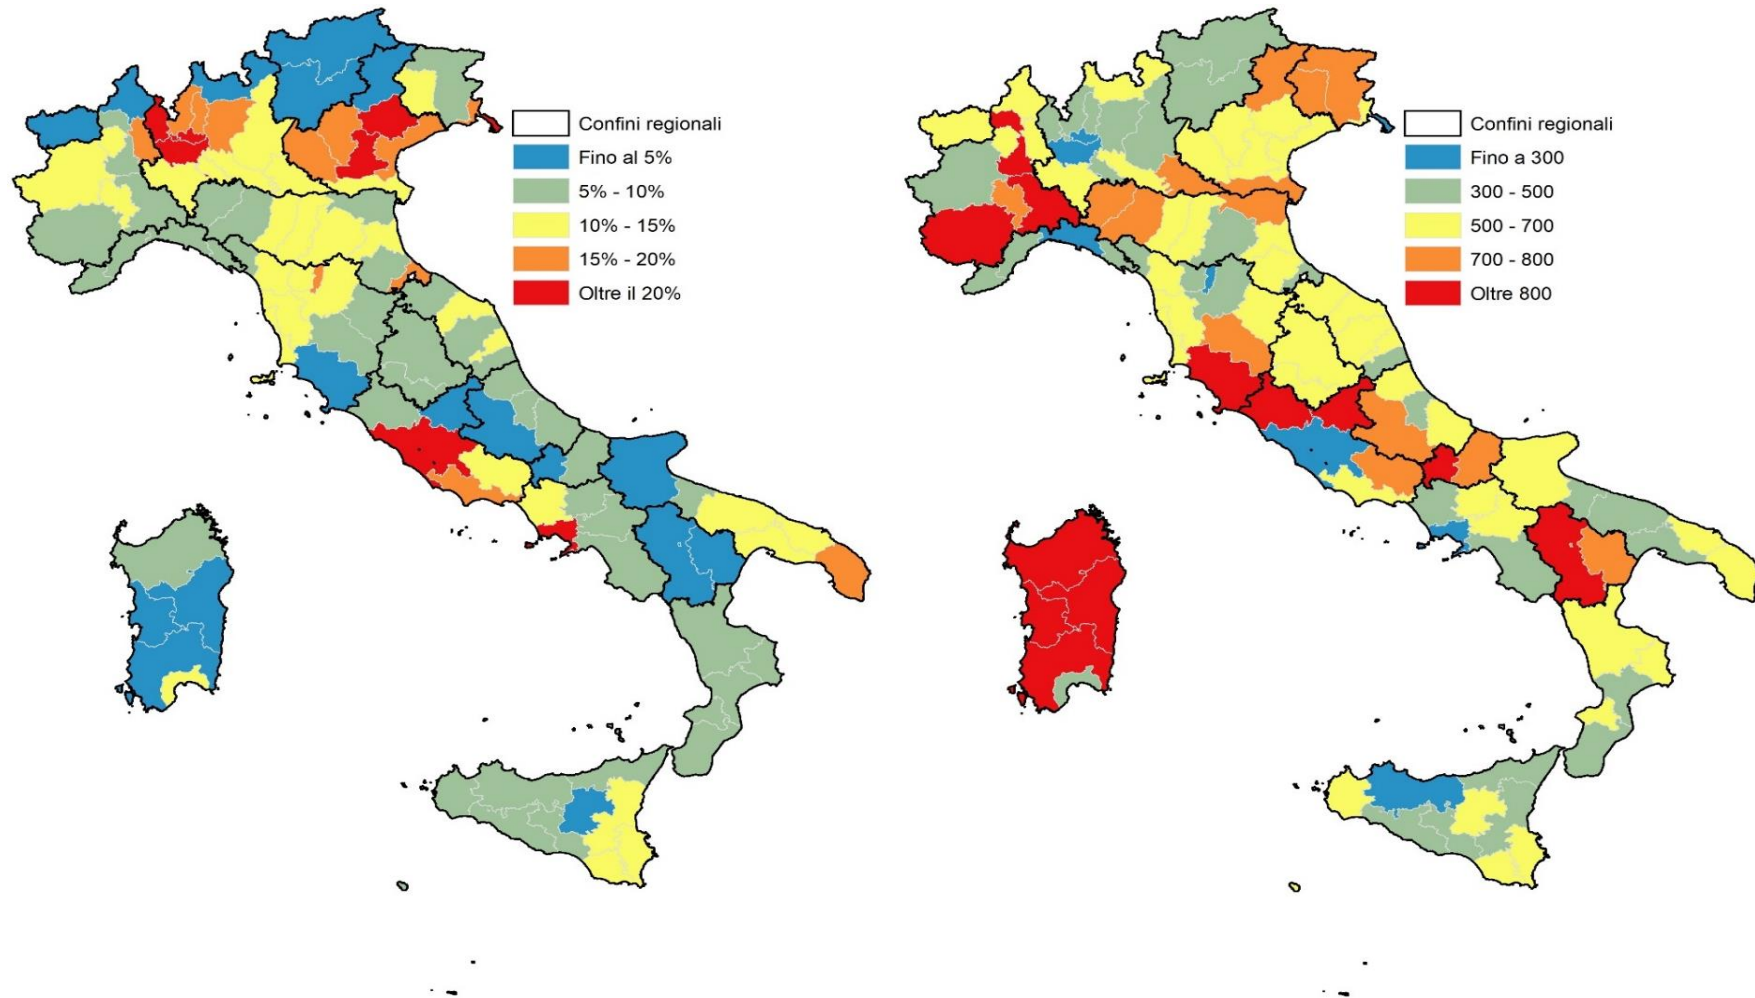 Confini regionali
Fino al 5%
5% - 10%
10% - 15%
15% - 20%
Oltre il 20%
Confini regionali
Fino a 300
300 - 500
500 - 700
700 - 800
Oltre 800